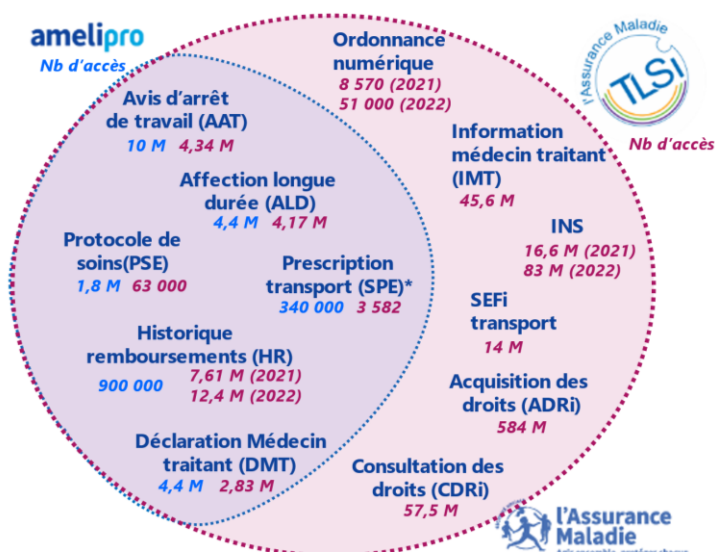 amelipro
Nb d'accès
Avis d'arrêt
de travail (AAT)
10 M 4,34 M
Affection longue
durée (ALD)
4,4 M 4,17 M
Protocole de
soins(PSE)
1,8 M 63 000
Prescription
transport (SPE)*
340 000 3 582
Historique
remboursements (HR)
900 000
7,61 M (2021)
12,4 M (2022)
Déclaration Médecin
traitant (DMT)
4,4 M 2,83 M
Ordonnance
numérique
8 570 (2021)
51 000 (2022)
l'Assurance Maladie
TLSi
Nb d'accès
Information
médecin traitant
(IMT)
45,6 M
INS
16,6 M (2021)
83 M (2022)
SEFi
transport
14 M
Acquisition des
droits (ADRi)
584 M
Consultation des
droits (CDRi)
57,5 M
l'Assurance
Maladie